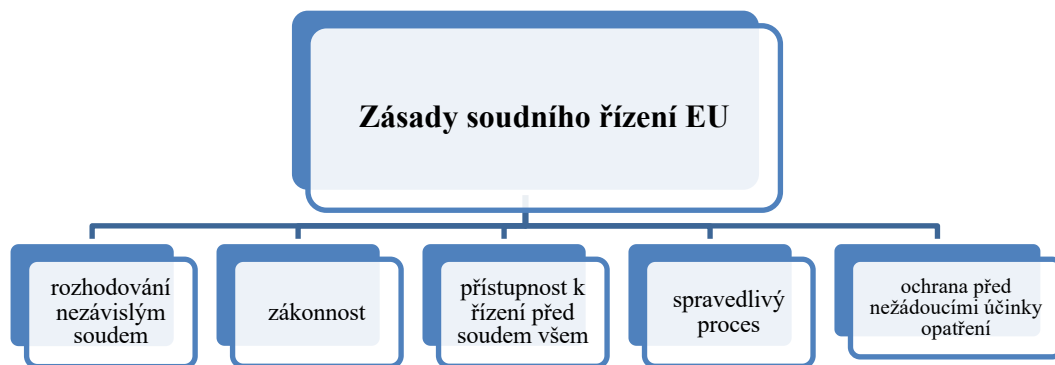 Zásady soudního řízení EU
rozhodování
nezávislým
soudem
zákonnost
přístupnost k
řízení před
soudem všem
spravedlivý
proces
ochrana před
nežádoucími účinky
opatření